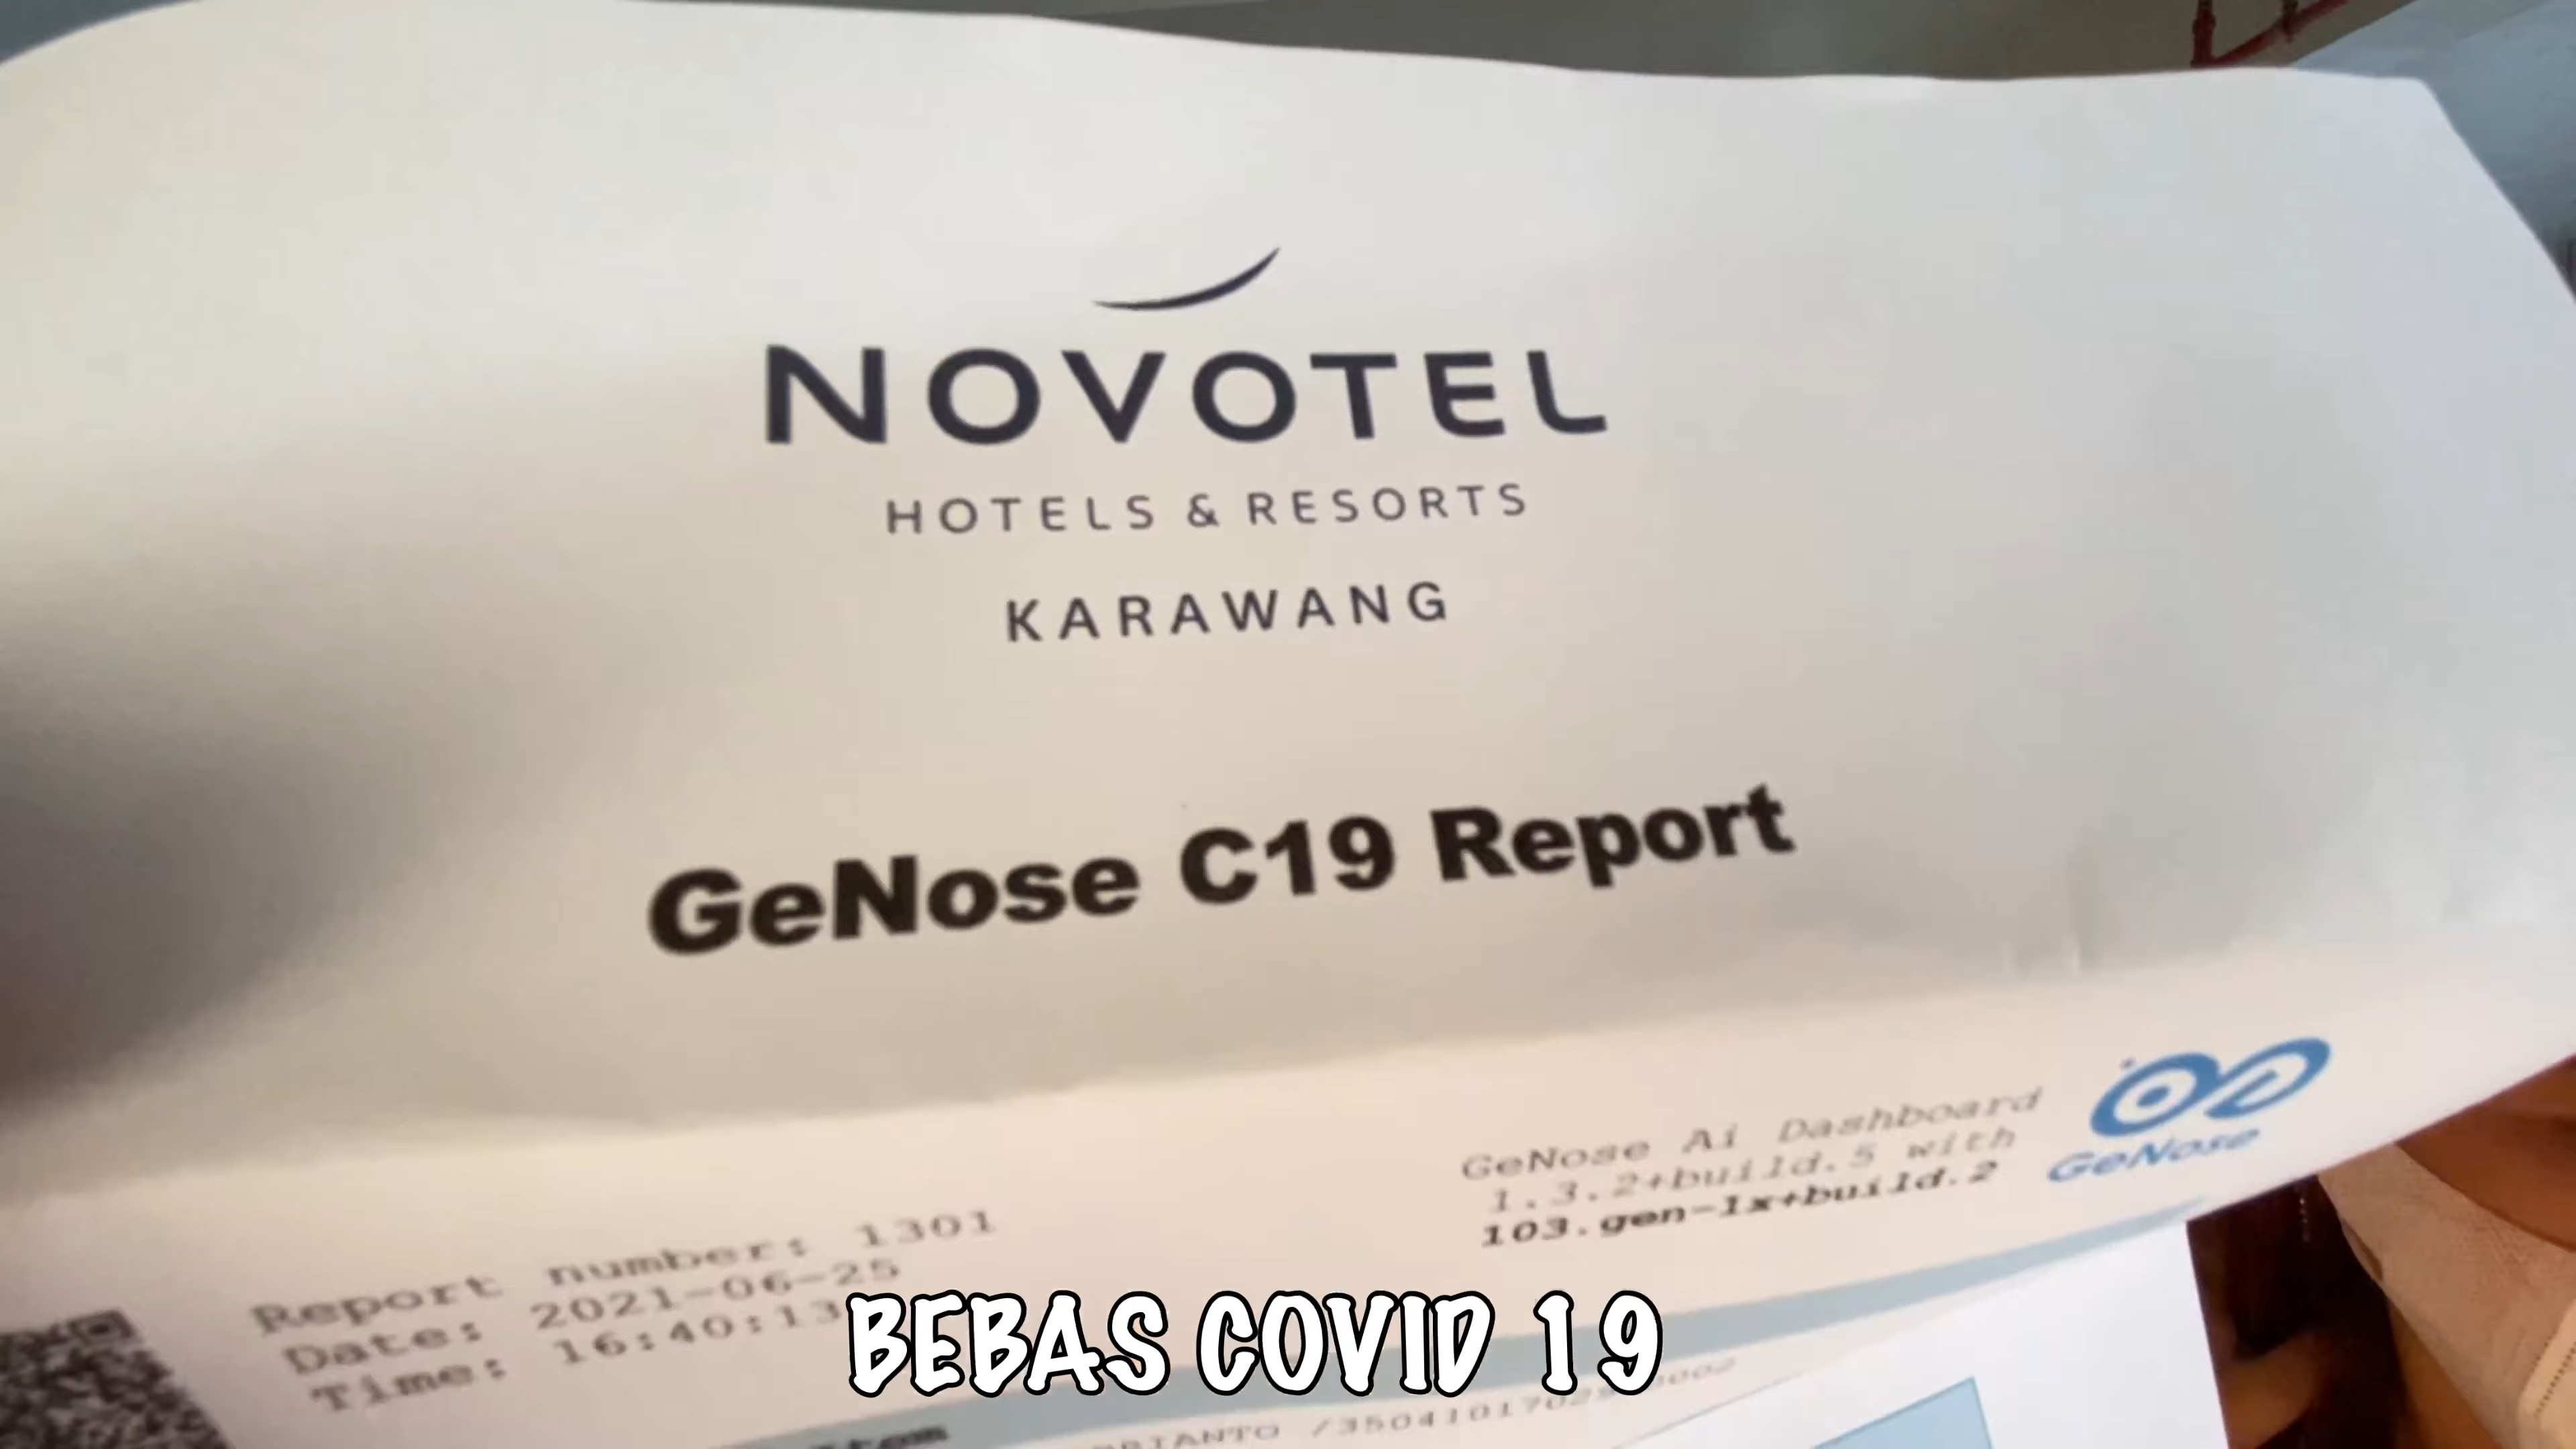 NOVOTEL
HOTELS & RESORTS
KARAWANG
GeNose C19 Report
GeNose Ai Dashboard
1.3.2+build.5 with
103.gen-1x+build.2
GeNose
Report number: 1301
Date: 2021-06-25
Time: 16:40:13
BEBAS COVID 19